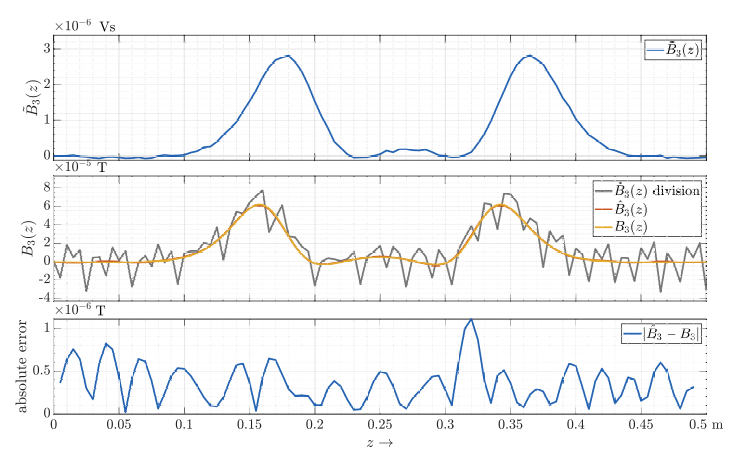 ×10⁻⁶ Vs
3
2
1
0
B̃₃(z)
B̃₃(z)
×10⁻⁵ T
8
6
4
2
0
-2
-4
B₃(z)
B̂₃(z) division
B̂₃(z)
B₃(z)
×10⁻⁶ T
1
0.5
0
absolute error
|B̂₃ − B₃|
0 0.05 0.1 0.15 0.2 0.25 0.3 0.35 0.4 0.45 0.5 m
z →